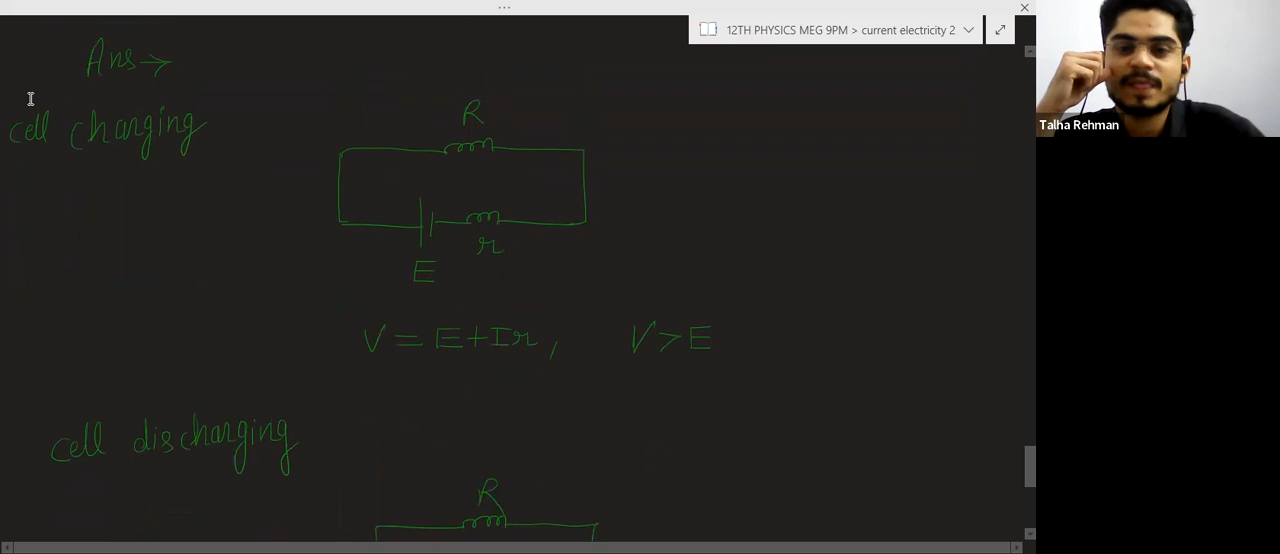 12TH PHYSICS MEG 9PM > current electricity 2
Ans →
Talha Rehman
cell charging
R
r
E
V = E + Ir , V > E
cell discharging
R